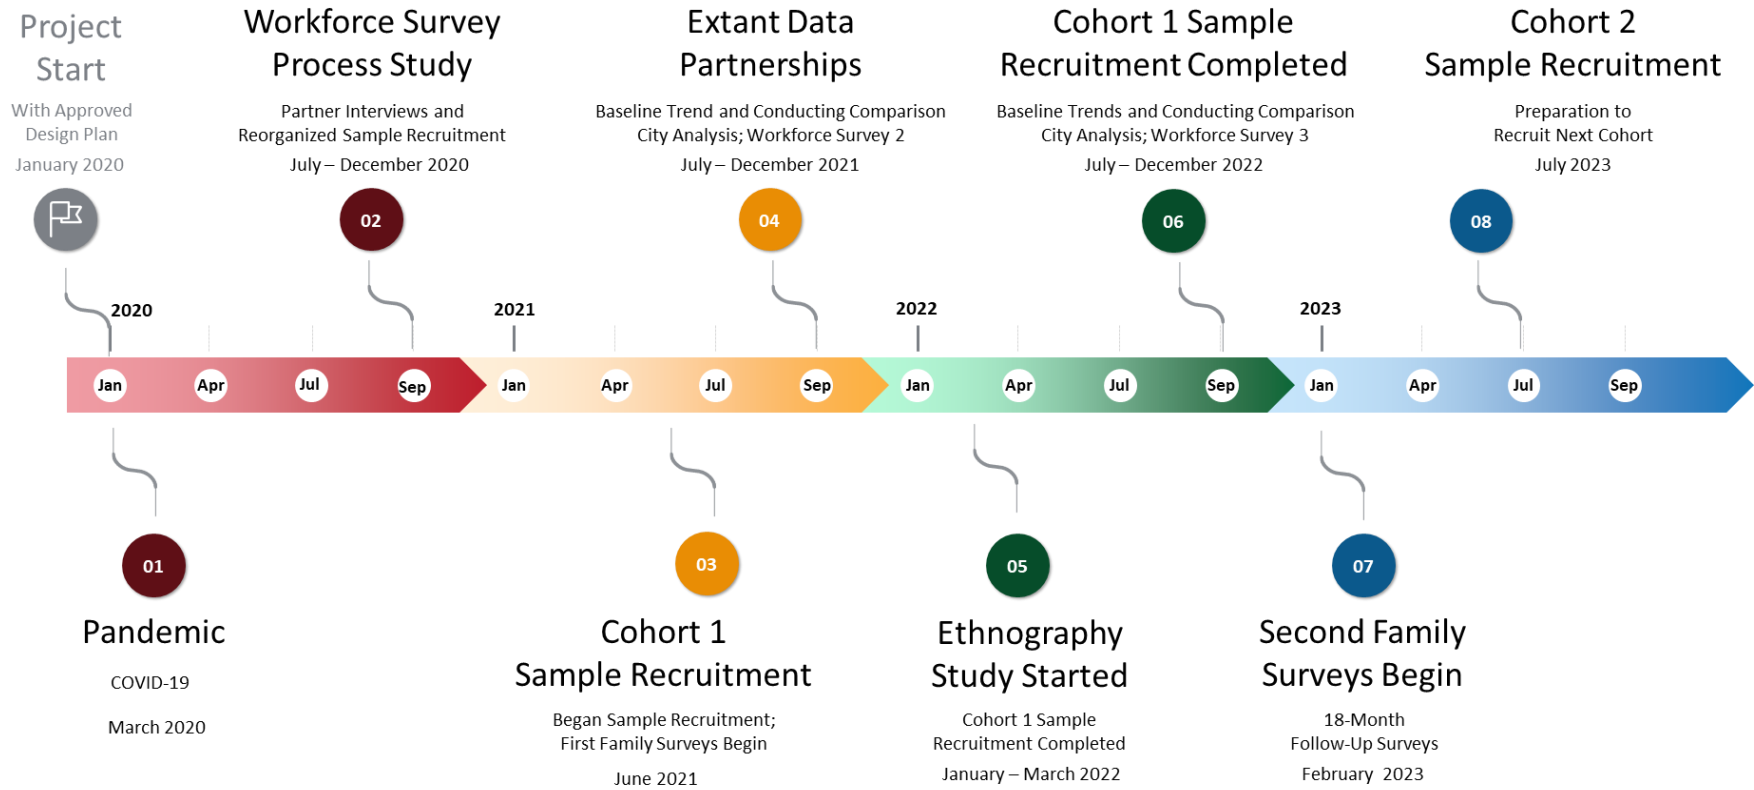 Project
Start
With Approved
Design Plan
January 2020
Workforce Survey
Process Study
Partner Interviews and
Reorganized Sample Recruitment
July – December 2020
02
Extant Data
Partnerships
Baseline Trend and Conducting Comparison
City Analysis; Workforce Survey 2
July – December 2021
04
Cohort 1 Sample
Recruitment Completed
Baseline Trends and Conducting Comparison
City Analysis; Workforce Survey 3
July – December 2022
06
Cohort 2
Sample Recruitment
Preparation to
Recruit Next Cohort
July 2023
08
2020
2021
2022
2023
Jan
Apr
Jul
Sep
Jan
Apr
Jul
Sep
Jan
Apr
Jul
Sep
Jan
Apr
Jul
Sep
01
Pandemic
COVID-19
March 2020
03
Cohort 1
Sample Recruitment
Began Sample Recruitment;
First Family Surveys Begin
June 2021
05
Ethnography
Study Started
Cohort 1 Sample
Recruitment Completed
January – March 2022
07
Second Family
Surveys Begin
18-Month
Follow-Up Surveys
February 2023